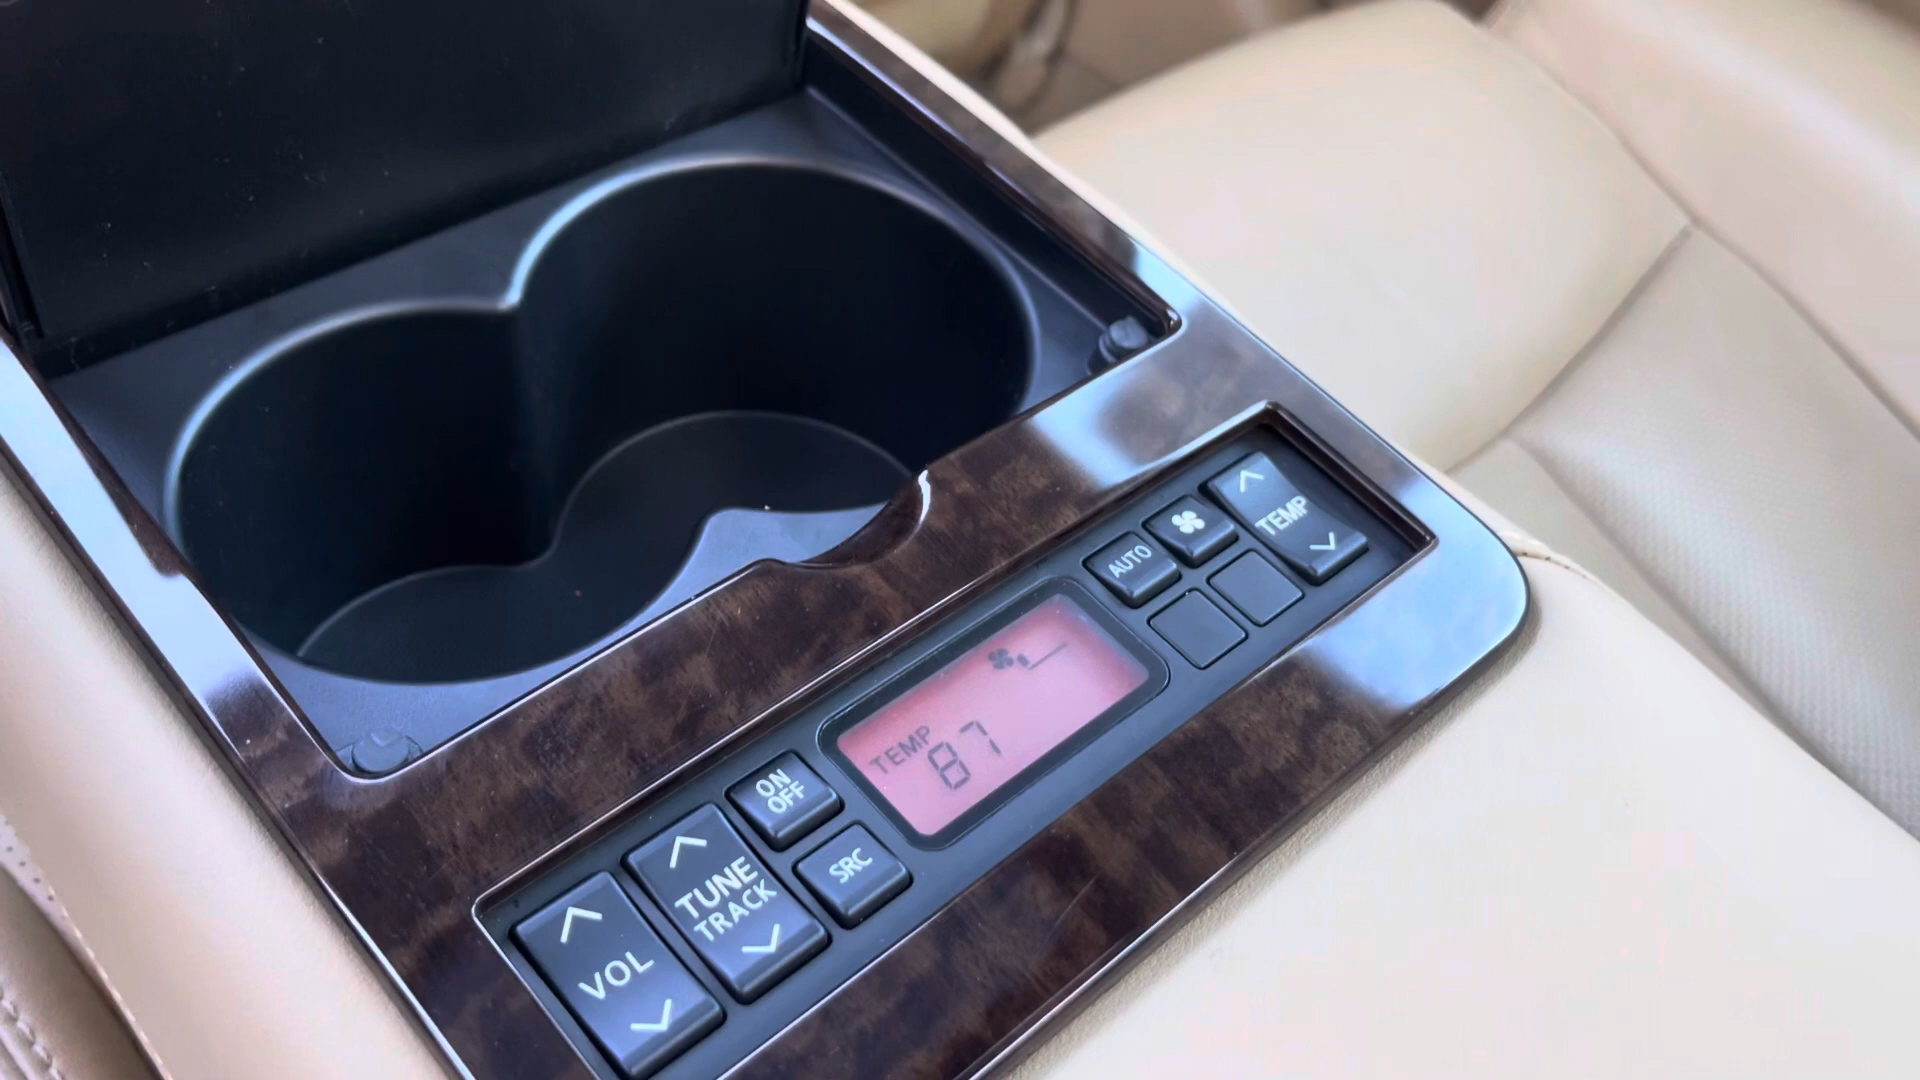 TEMP
AUTO
TEMP
87
ON
OFF
SRC
TUNE
TRACK
VOL